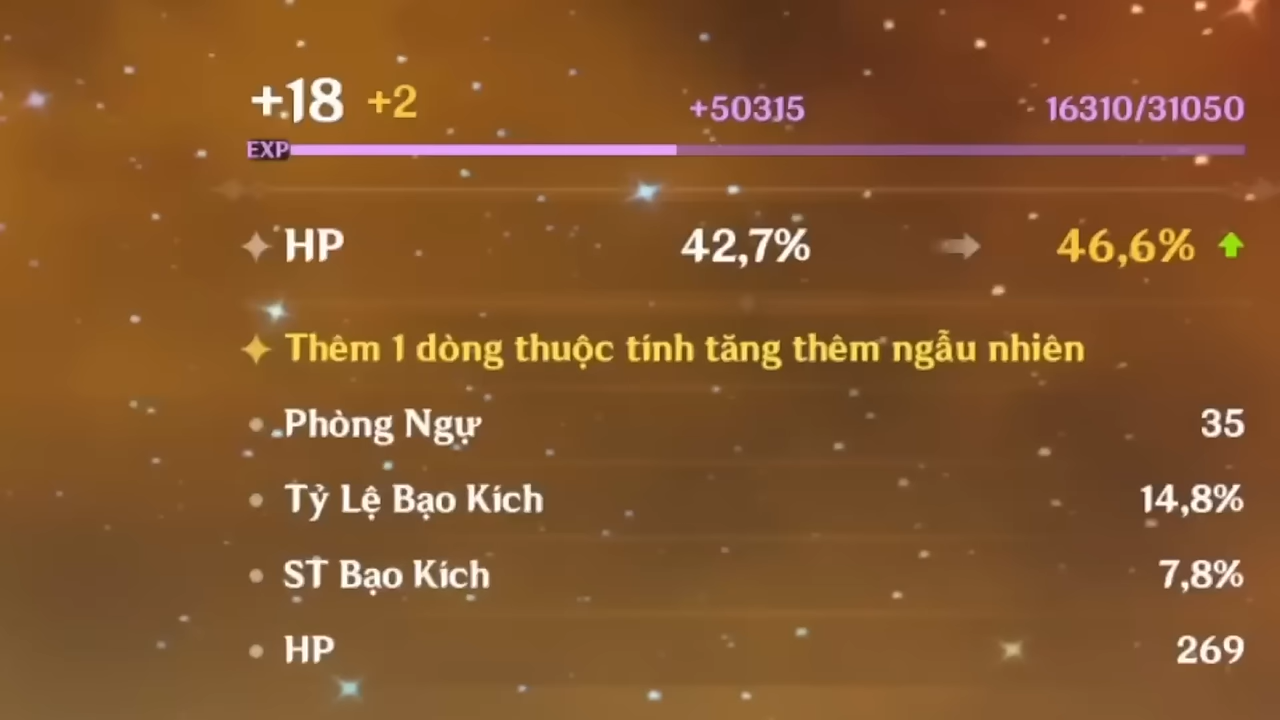 +18 +2 +50315 16310/31050
EXP
HP 42,7% 46,6%
Thêm 1 dòng thuộc tính tăng thêm ngẫu nhiên
Phòng Ngự 35
Tỷ Lệ Bạo Kích 14,8%
ST Bạo Kích 7,8%
HP 269